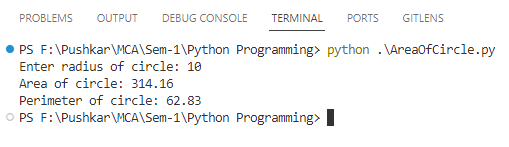 PROBLEMS OUTPUT DEBUG CONSOLE TERMINAL PORTS GITLENS
PS F:\Pushkar\MCA\Sem-1\Python Programming> python .\AreaOfCircle.py
Enter radius of circle: 10
Area of circle: 314.16
Perimeter of circle: 62.83
PS F:\Pushkar\MCA\Sem-1\Python Programming>